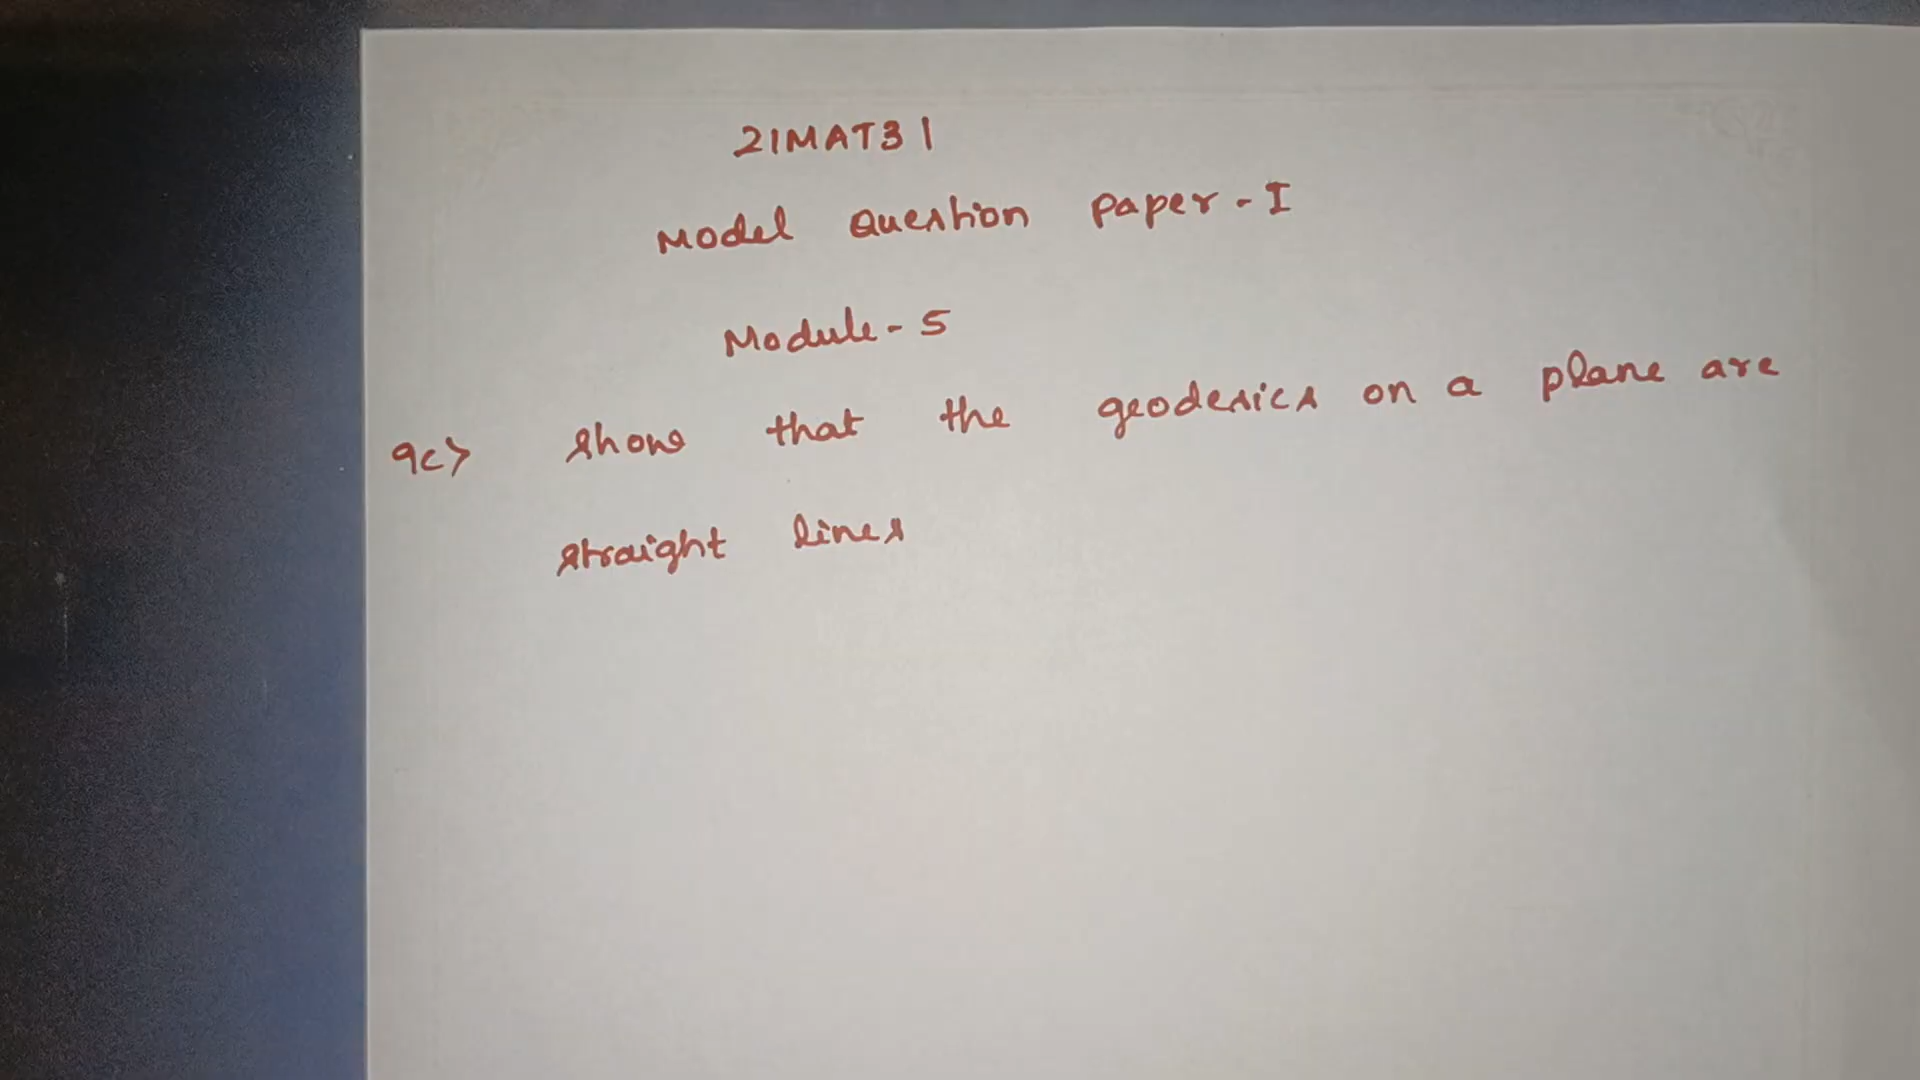 21MAT31
Model Question paper-I
Module-5
9c> Show that the geodesics on a plane are
straight lines